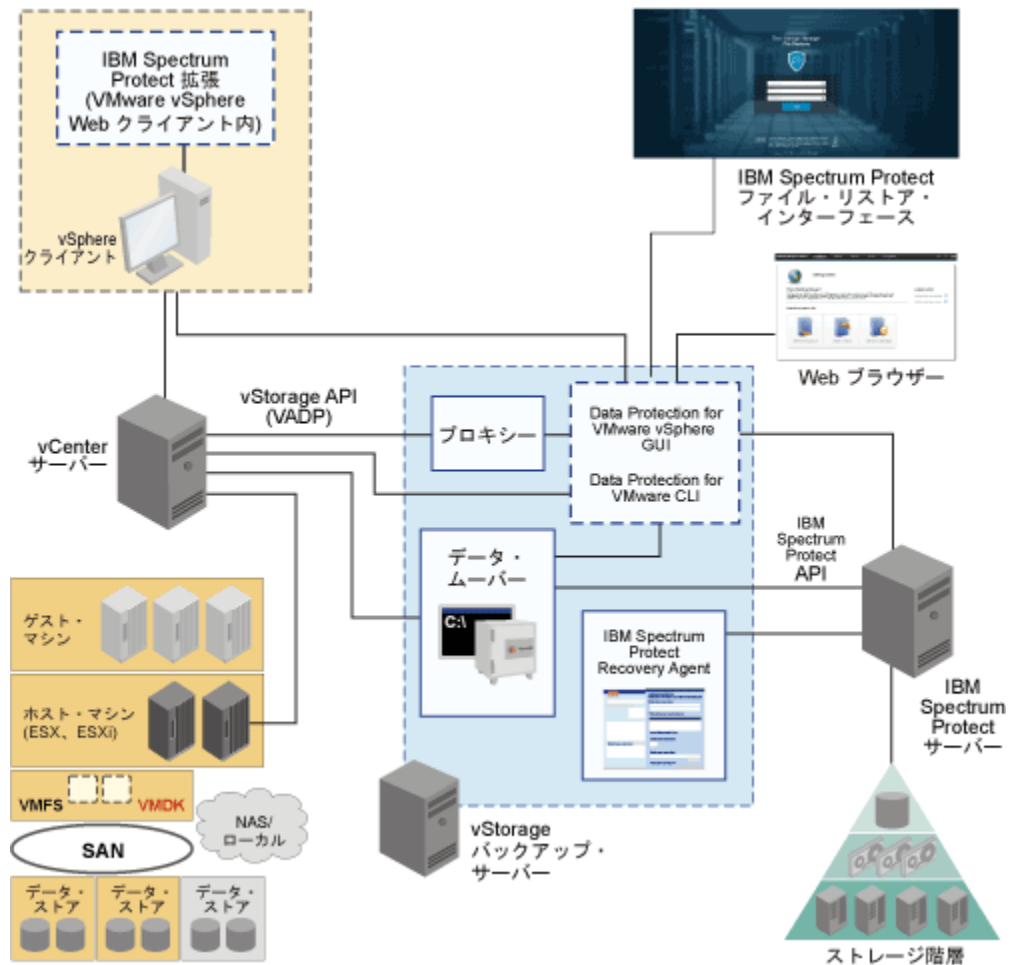 IBM Spectrum
Protect 拡張
(VMware vSphere
Web クライアント内)
vSphere
クライアント
IBM Spectrum Protect
ファイル・リストア・
インターフェース
Web ブラウザー
vStorage API
(VADP)
vCenter
サーバー
プロキシー
Data Protection for
VMware vSphere
GUI
Data Protection for
VMware CLI
データ・
ムーバー
C:\
IBM
Spectrum
Protect
API
IBM Spectrum
Protect
Recovery Agent
IBM
Spectrum
Protect
サーバー
ゲスト・
マシン
ホスト・マシン
(ESX、ESXi)
VMFS
VMDK
NAS/
ローカル
SAN
データ・
ストア
データ・
ストア
データ・
ストア
vStorage
バックアップ・
サーバー
ストレージ階層